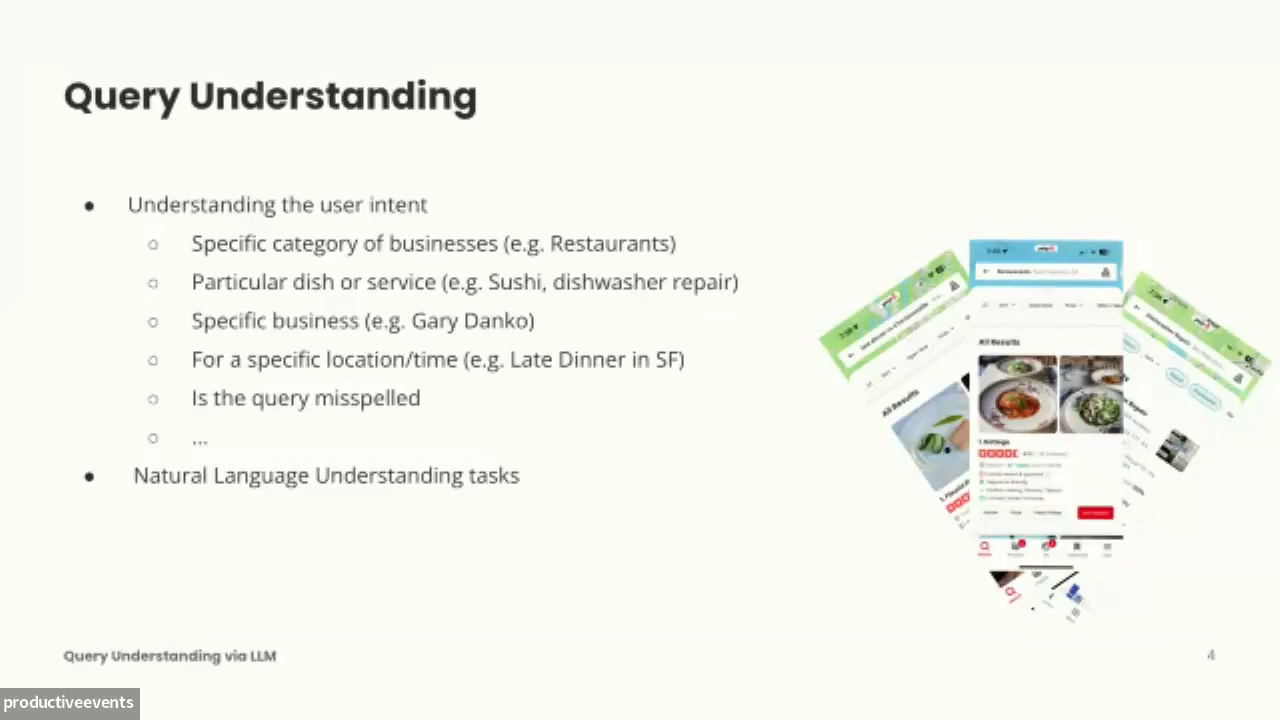 Query Understanding
● Understanding the user intent
○ Specific category of businesses (e.g. Restaurants)
○ Particular dish or service (e.g. Sushi, dishwasher repair)
○ Specific business (e.g. Gary Danko)
○ For a specific location/time (e.g. Late Dinner in SF)
○ Is the query misspelled
○ ...
● Natural Language Understanding tasks
All Results
All Results
Query Understanding via LLM
4
productiveevents